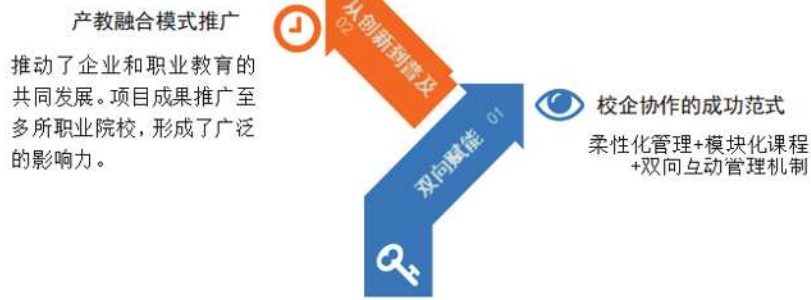 产教融合模式推广
推动了企业和职业教育的
共同发展。项目成果推广至
多所职业院校，形成了广泛
的影响力。
02
从创新到普及
01
双向赋能
校企协作的成功范式
柔性化管理+模块化课程
+双向互动管理机制